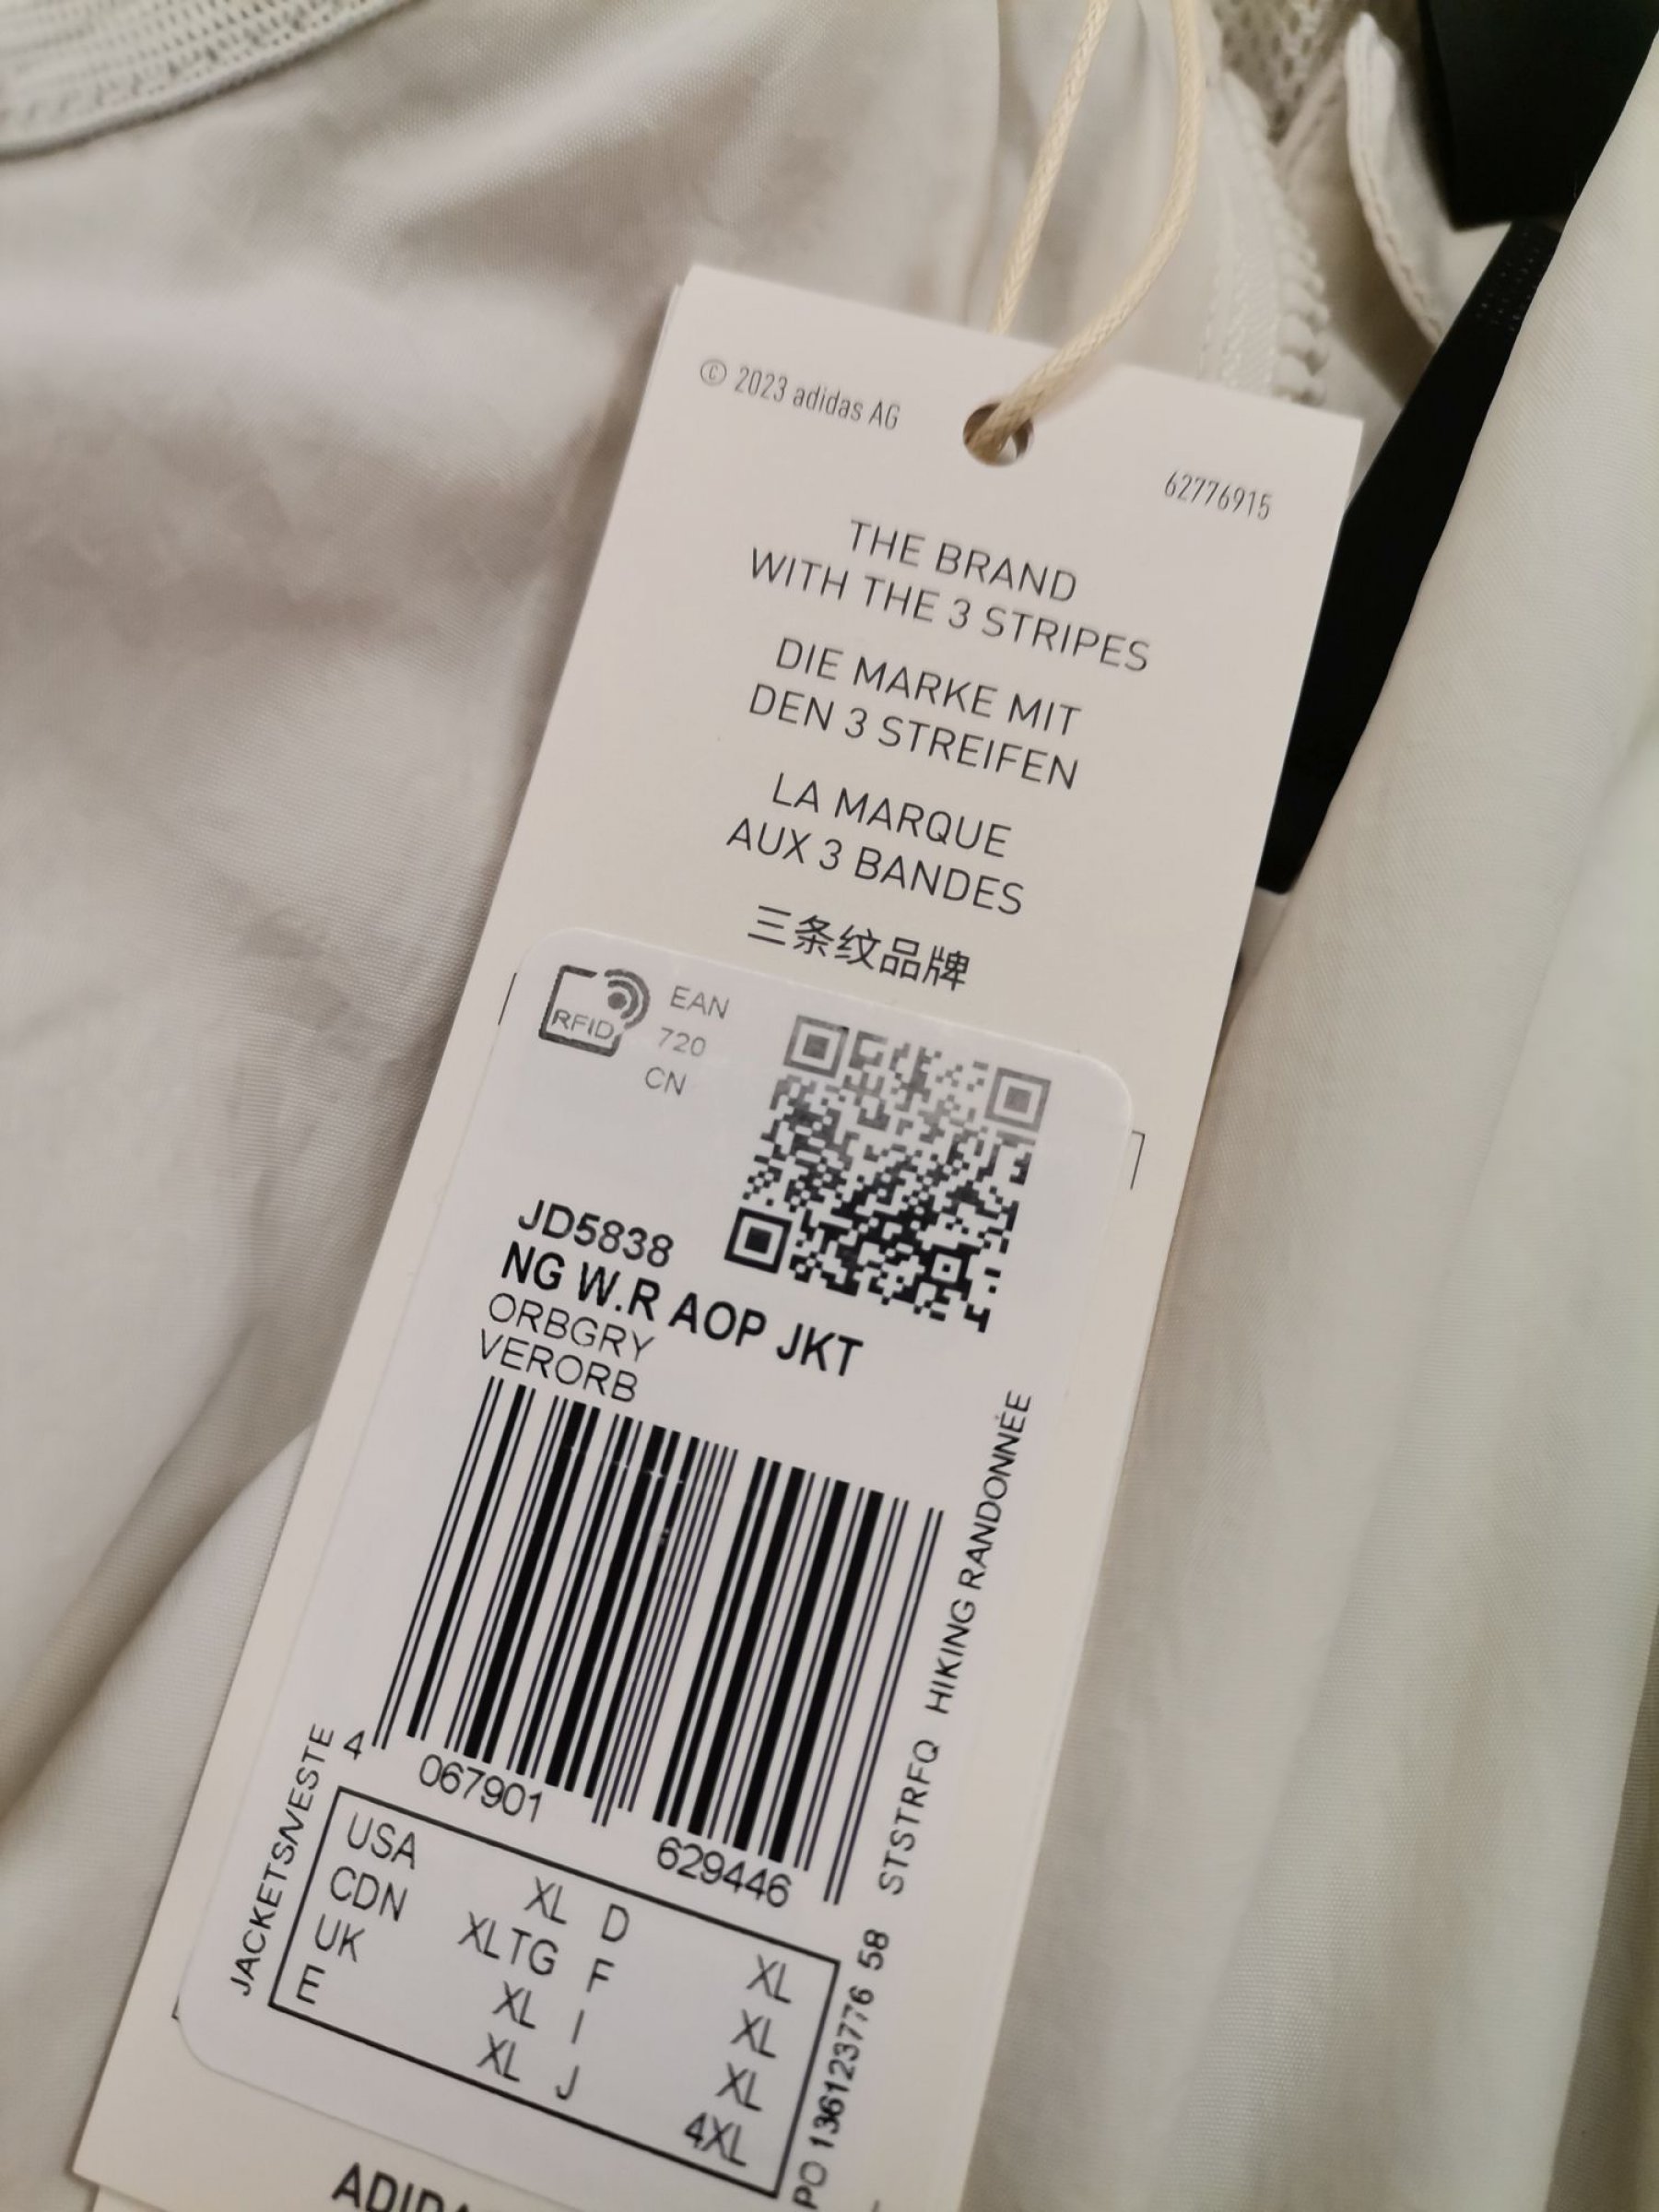 © 2023 adidas AG
62776915
THE BRAND
WITH THE 3 STRIPES
DIE MARKE MIT
DEN 3 STREIFEN
LA MARQUE
AUX 3 BANDES
三条纹品牌
RFID
EAN
720
CN
JD5838
NG W.R AOP JKT
ORBGRY
VERORB
4 067901 629446
JACKETS/VESTE
STSTRFQ HIKING RANDONNÉE
USA XL D XL
CDN XLTG F XL
UK XL I XL
E XL J 4XL
PO 136123776 58